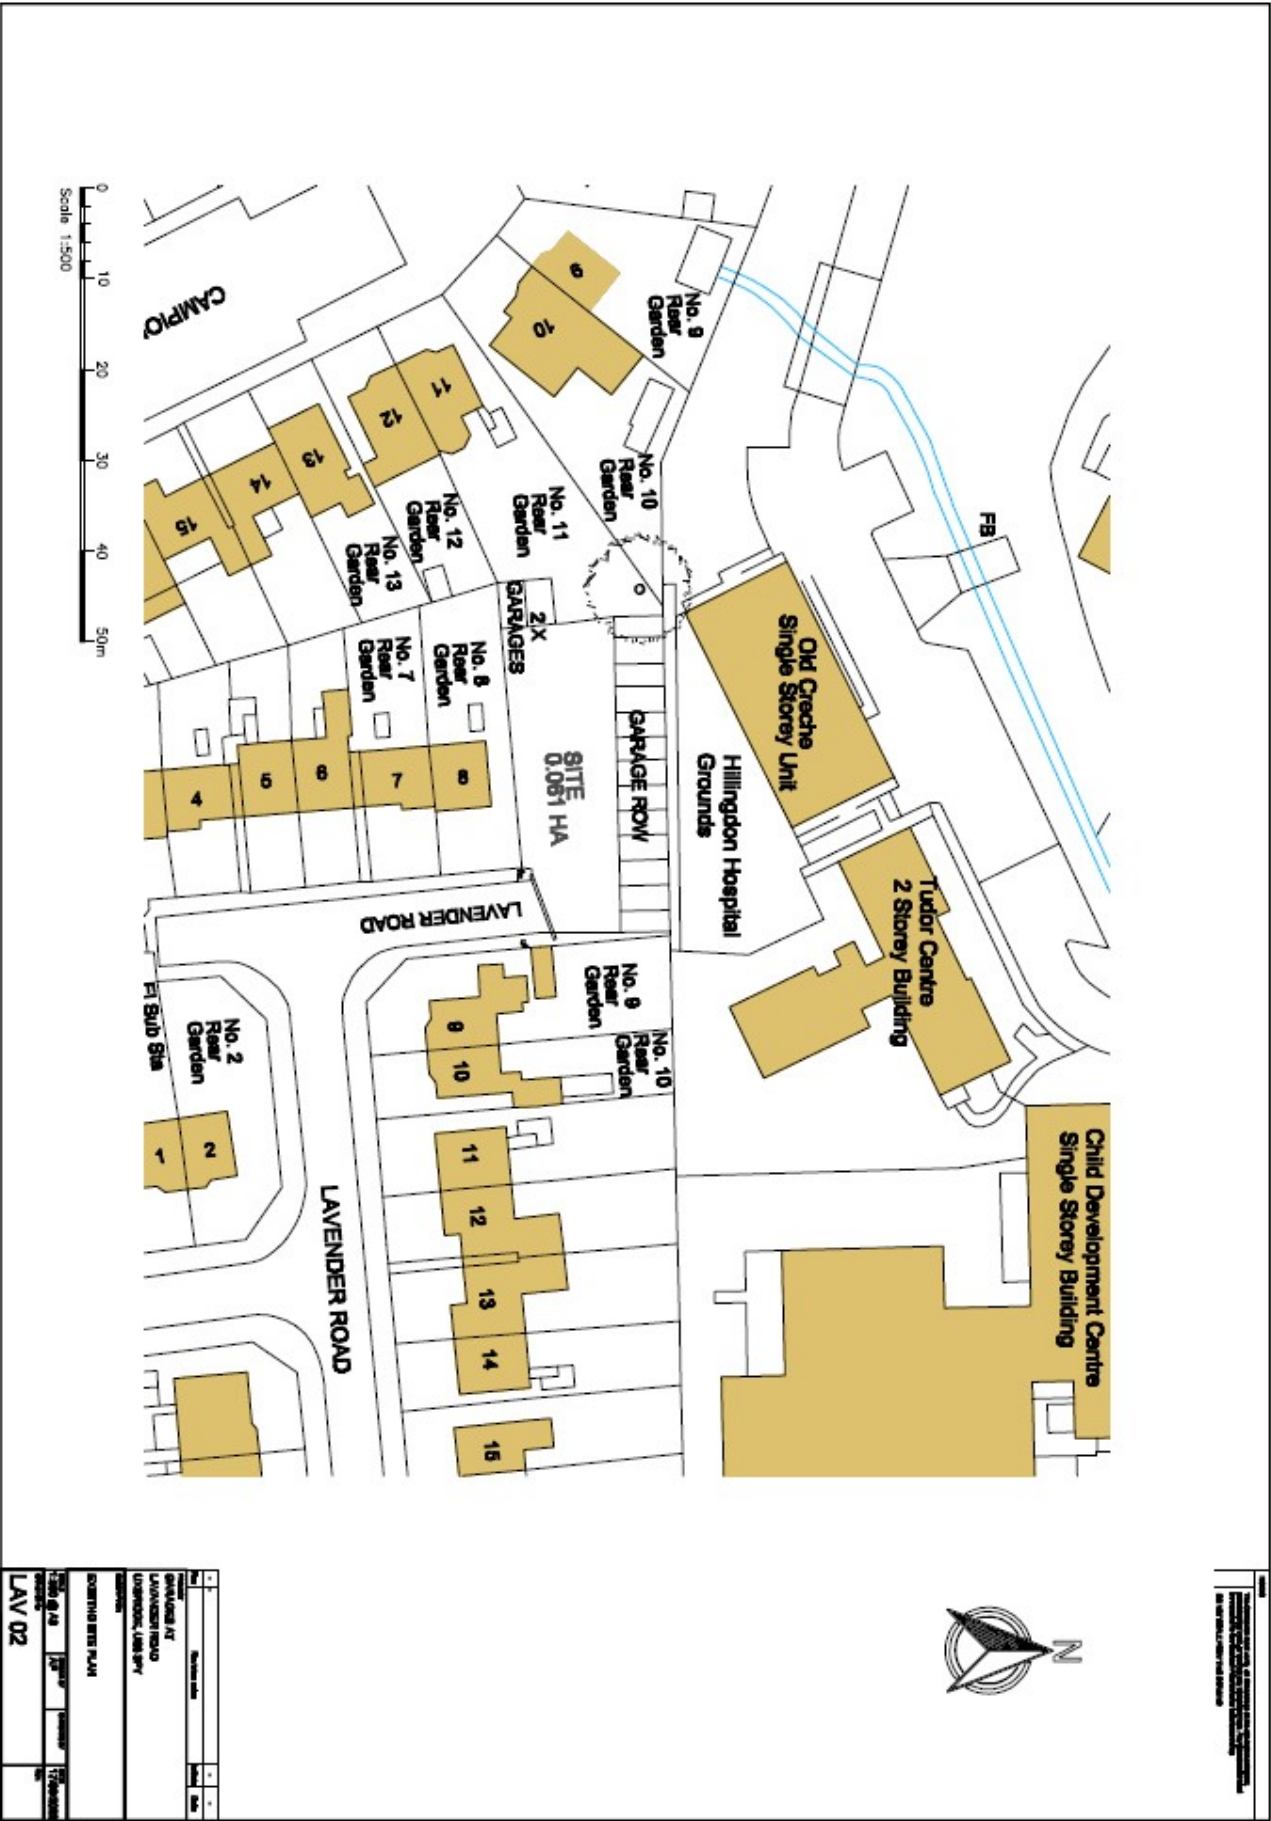 N
Child Development Centre
Single Storey Building
FB
Tudor Centre
2 Storey Building
Old Creche
Single Storey Unit
Hillingdon Hospital
Grounds
No. 9
Rear
Garden
No. 10
Rear
Garden
GARAGE ROW
SITE
0.061 HA
2 X
GARAGES
No. 11
Rear
Garden
No. 12
Rear
Garden
No. 13
Rear
Garden
No. 8
Rear
Garden
No. 7
Rear
Garden
No. 9
Rear
Garden
No. 10
Rear
Garden
9
10
11
12
13
14
15
4
5
6
7
8
LAVENDER ROAD
9
10
11
12
13
14
15
LAVENDER ROAD
No. 2
Rear
Garden
El Sub Sta
1
2
CAMPIO
0
10
20
30
40
50m
Scale 1:500
GARAGES AT
EXISTING SITE PLAN
LAV 02